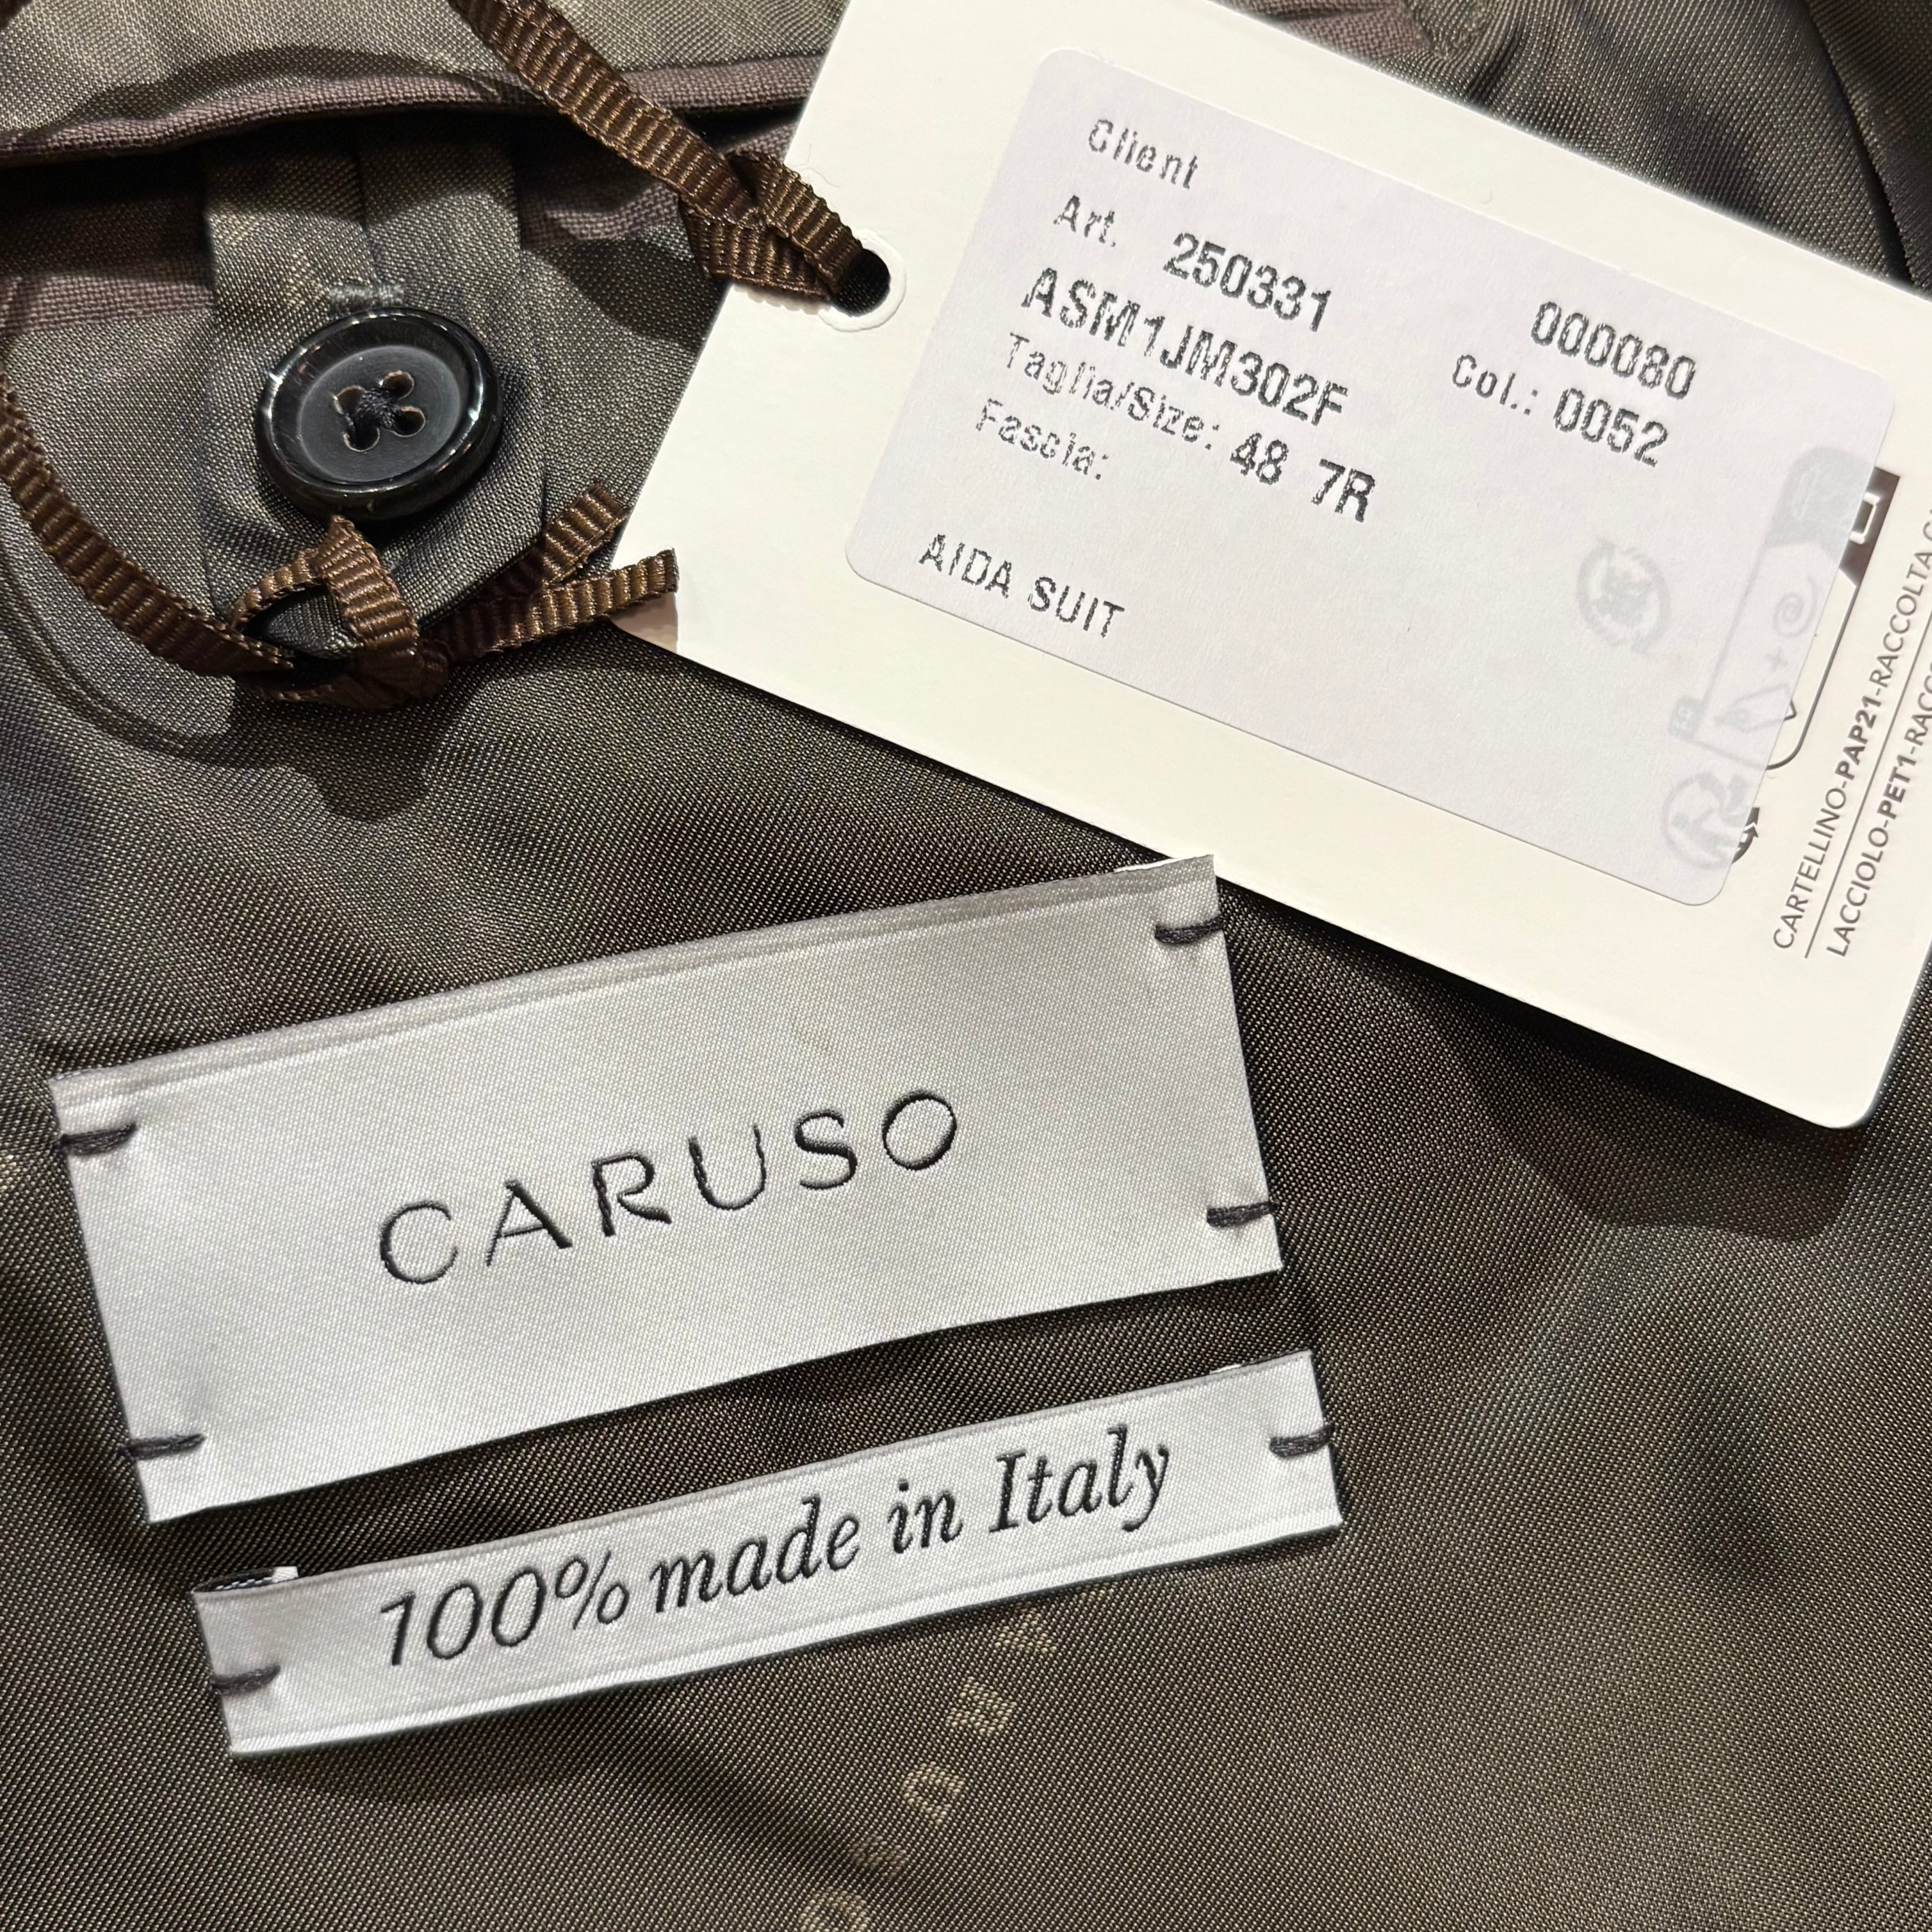 Client
Art. 250331 000080
ASM1JM302F Col.: 0052
Taglia/Size: 48 7R
Fascia:
AIDA SUIT
CARTELLINO-PAP21-RACCOLTA
LACCIOLO-PET1-
CARUSO
100% made in Italy